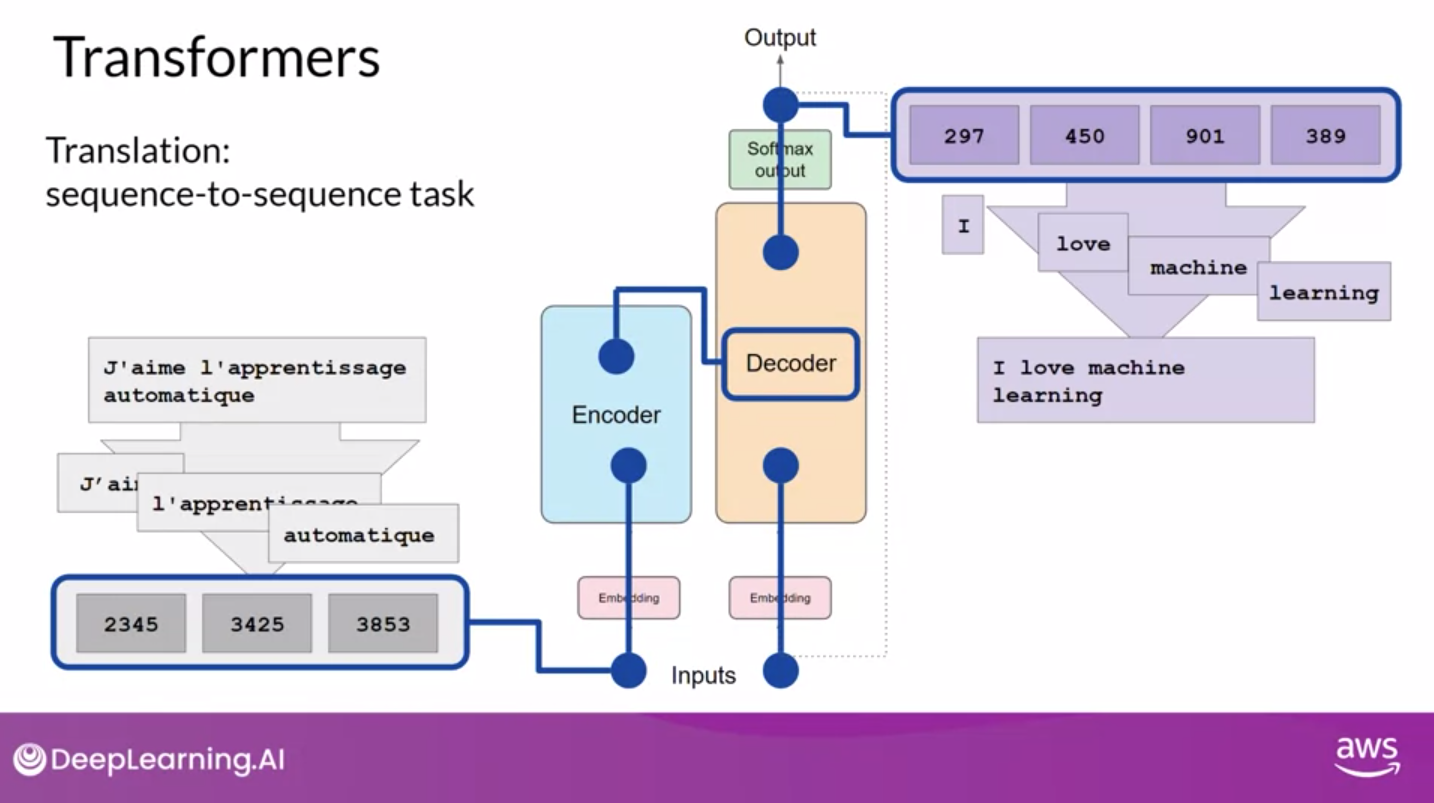 Transformers
Translation:
sequence-to-sequence task
J'aime l'apprentissage
automatique
J'ai
l'apprentissage
automatique
2345 3425 3853
Output
Softmax
output
Encoder
Decoder
Embedding
Embedding
Inputs
297 450 901 389
I
love
machine
learning
I love machine
learning
DeepLearning.AI
aws